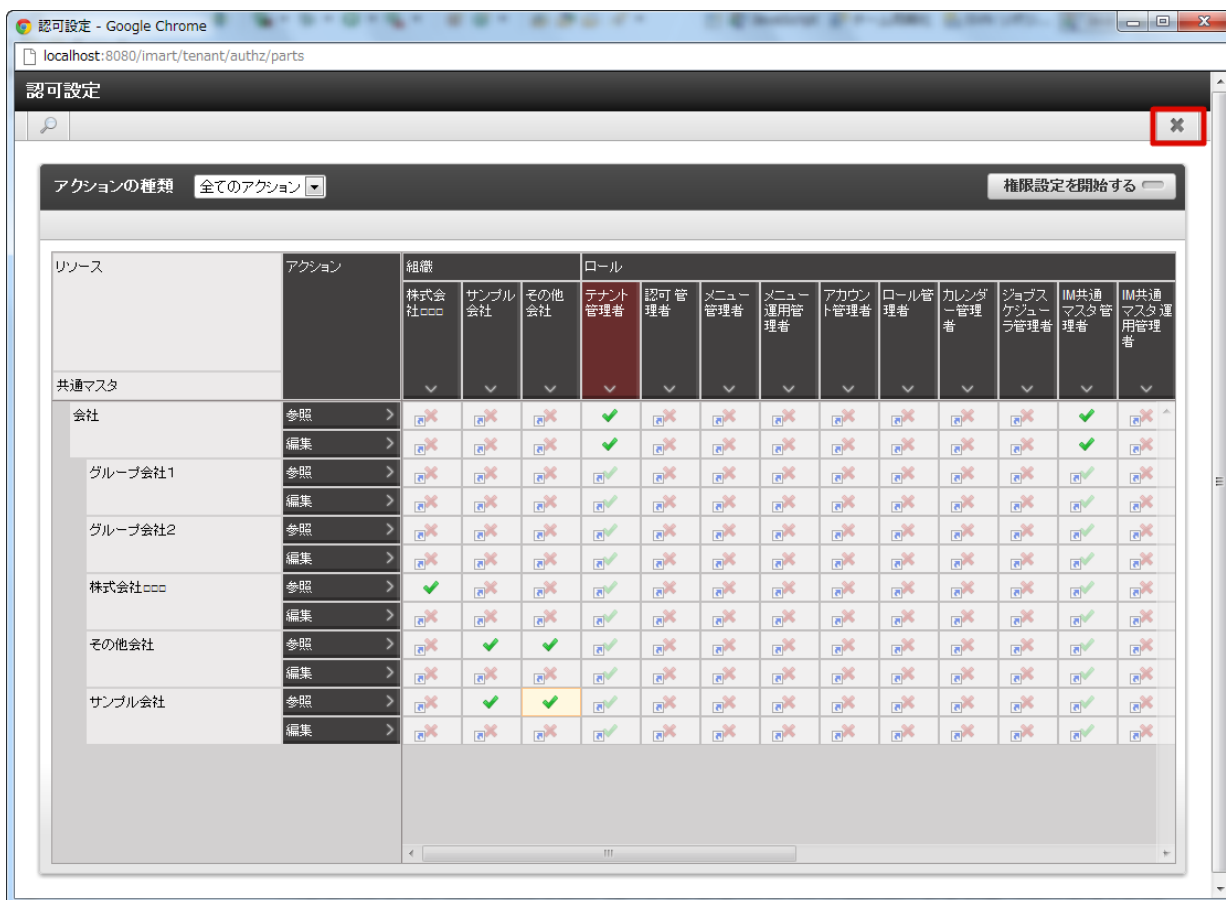 認可設定 - Google Chrome
localhost:8080/imart/tenant/authz/parts
認可設定
アクションの種類 全てのアクション 権限設定を開始する
リソース アクション 組織 ロール
株式会社□□□ サンプル会社 その他会社 テナント管理者 認可管理者 メニュー管理者 メニュー運用管理者 アカウント管理者 ロール管理者 カレンダー管理者 ジョブスケジューラ管理者 IM共通マスタ管理者 IM共通マスタ運用管理者
共通マスタ
会社 参照
編集
グループ会社1 参照
編集
グループ会社2 参照
編集
株式会社□□□ 参照
編集
その他会社 参照
編集
サンプル会社 参照
編集